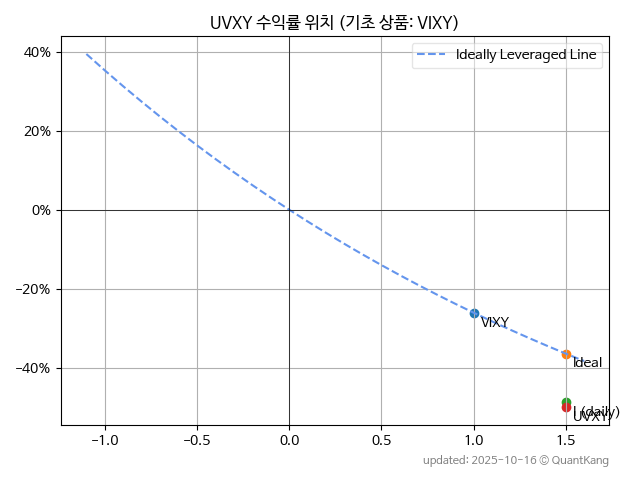 UVXY 수익률 위치 (기초 상품: VIXY)
40%
Ideally Leveraged Line
20%
0%
−20%
VIXY
Ideal
−40%
(daily)
UVXY
−1.0
−0.5
0.0
0.5
1.0
1.5
updated: 2025-10-16 © QuantKang